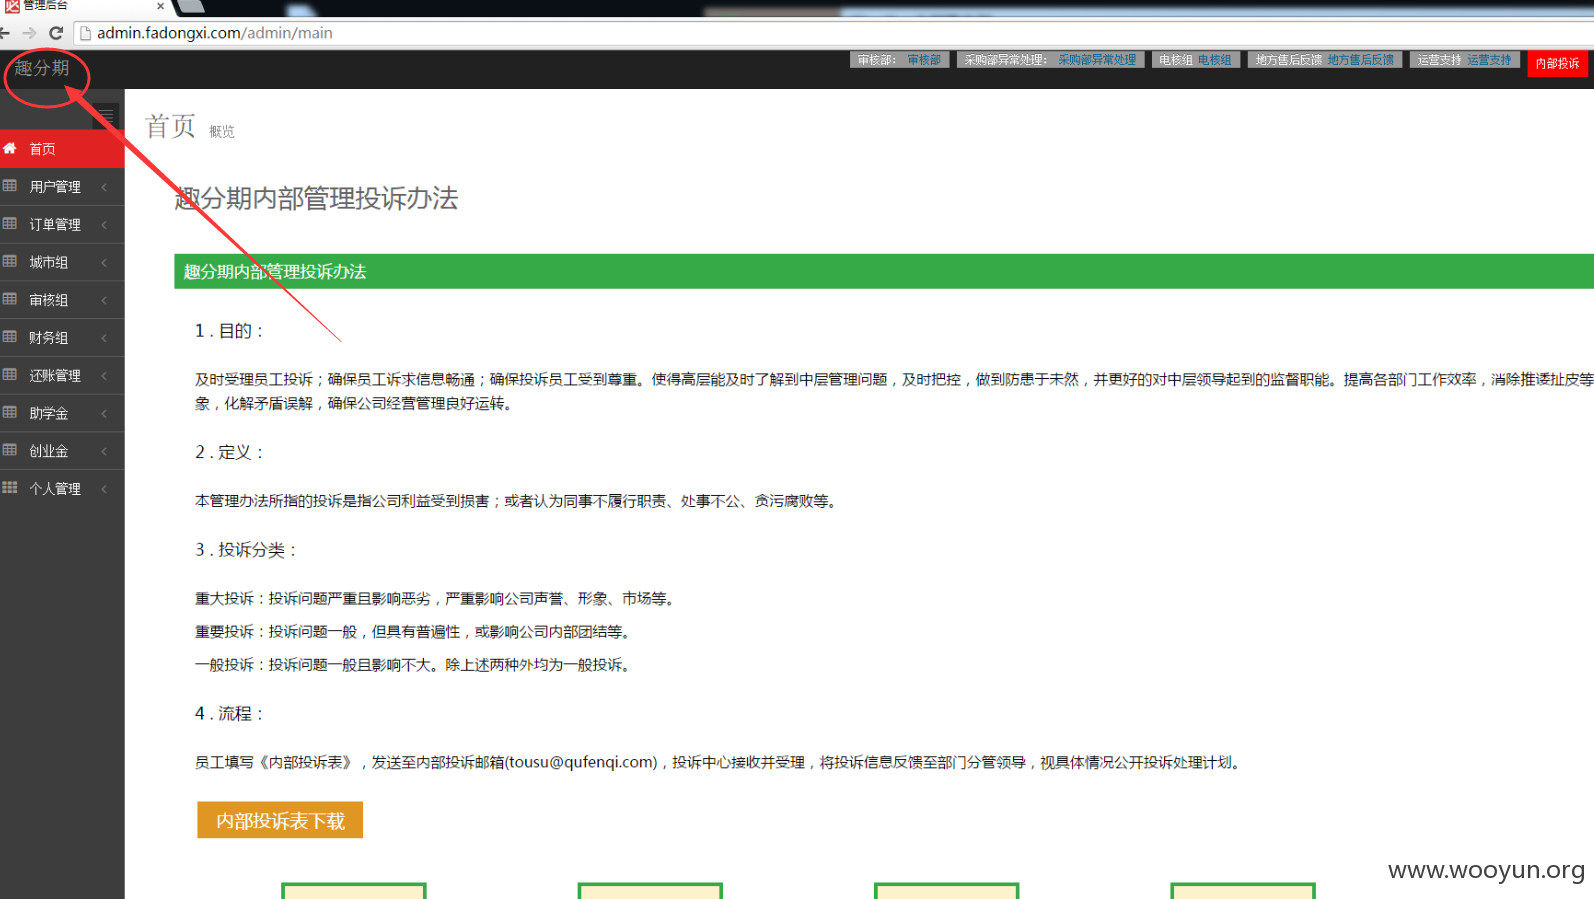 管理后台
admin.fadongxi.com/admin/main
趣分期
审核部： 审核部
采购部异常处理： 采购部异常处理
电核组 电核组
地方售后反馈 地方售后反馈
运营支持 运营支持
内部投诉
首页
用户管理
订单管理
城市组
审核组
财务组
还账管理
助学金
创业金
个人管理
首页 概览
趣分期内部管理投诉办法
趣分期内部管理投诉办法
1 . 目的：
及时受理员工投诉；确保员工诉求信息畅通；确保投诉员工受到尊重。使得高层能及时了解到中层管理问题，及时把控，做到防患于未然，并更好的对中层领导起到的监督职能。提高各部门工作效率，消除推诿扯皮等
象，化解矛盾误解，确保公司经营管理良好运转。
2 . 定义：
本管理办法所指的投诉是指公司利益受到损害；或者认为同事不履行职责、处事不公、贪污腐败等。
3 . 投诉分类：
重大投诉：投诉问题严重且影响恶劣，严重影响公司声誉、形象、市场等。
重要投诉：投诉问题一般，但具有普遍性，或影响公司内部团结等。
一般投诉：投诉问题一般且影响不大。除上述两种外均为一般投诉。
4 . 流程：
员工填写《内部投诉表》，发送至内部投诉邮箱(tousu@qufenqi.com)，投诉中心接收并受理，将投诉信息反馈至部门分管领导，视具体情况公开投诉处理计划。
内部投诉表下载
www.wooyun.org